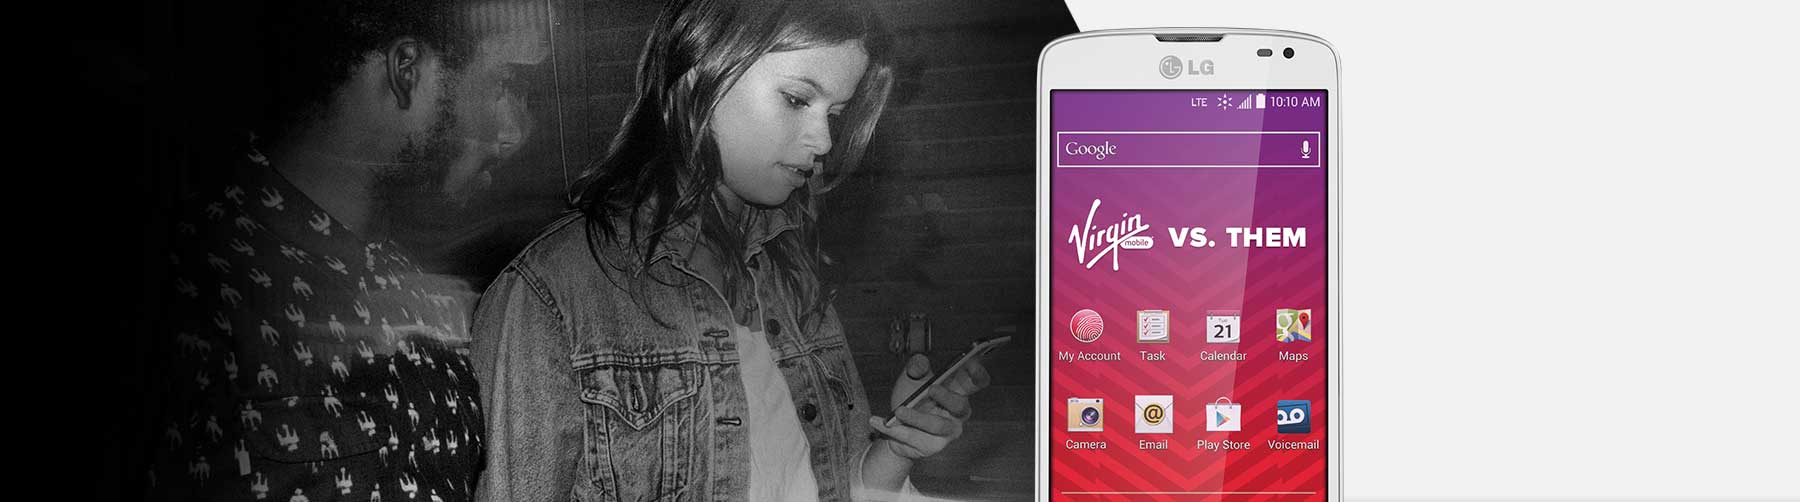 LG
LTE 10:10 AM
Google
Virgin mobile VS. THEM
Tue
21
My Account Task Calendar Maps
@
Camera Email Play Store Voicemail